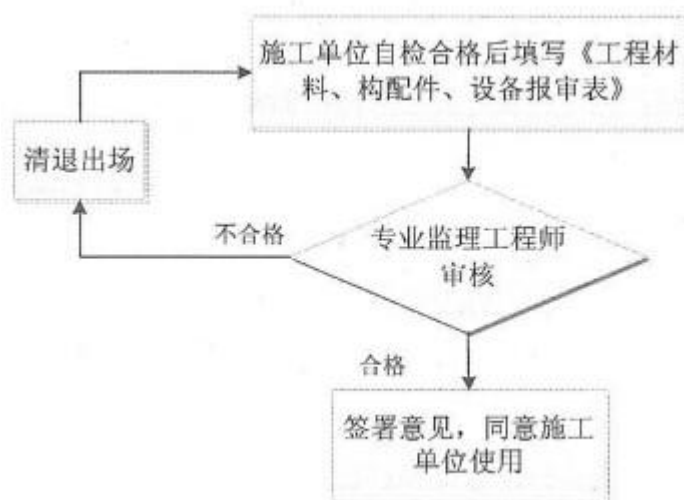 施工单位自检合格后填写《工程材
料、构配件、设备报审表》
清退出场
不合格
专业监理工程师
审核
合格
签署意见，同意施工
单位使用